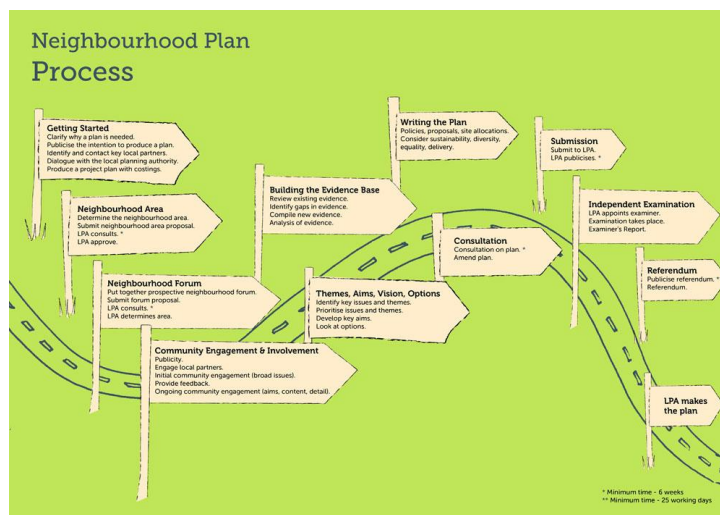 Neighbourhood Plan
Process
Getting Started
Clarify why a plan is needed.
Publicise the intention to produce a plan.
Identify and contact key local partners.
Dialogue with the local planning authority.
Produce a project plan with costings.
Neighbourhood Area
Determine the neighbourhood area.
Submit neighbourhood area proposal.
LPA consults. *
LPA approve.
Neighbourhood Forum
Put together prospective neighbourhood forum.
Submit forum proposal.
LPA consults. *
LPA determines area.
Community Engagement & Involvement
Publicity.
Engage local partners.
Initial community engagement (broad issues).
Provide feedback.
Ongoing community engagement (aims, content, detail).
Building the Evidence Base
Review existing evidence.
Identify gaps in evidence.
Compile new evidence.
Analysis of evidence.
Themes, Aims, Vision, Options
Identify key issues and themes.
Prioritise issues and themes.
Develop key aims.
Look at options.
Writing the Plan
Policies, proposals, site allocations.
Consider sustainability, diversity,
equality, delivery.
Consultation
Consultation on plan. *
Amend plan.
Submission
Submit to LPA.
LPA publicises. *
Independent Examination
LPA appoints examiner.
Examination takes place.
Examiner's Report.
Referendum
Publicise referendum. *
Referendum.
LPA makes
the plan
* Minimum time - 6 weeks
** Minimum time - 25 working days